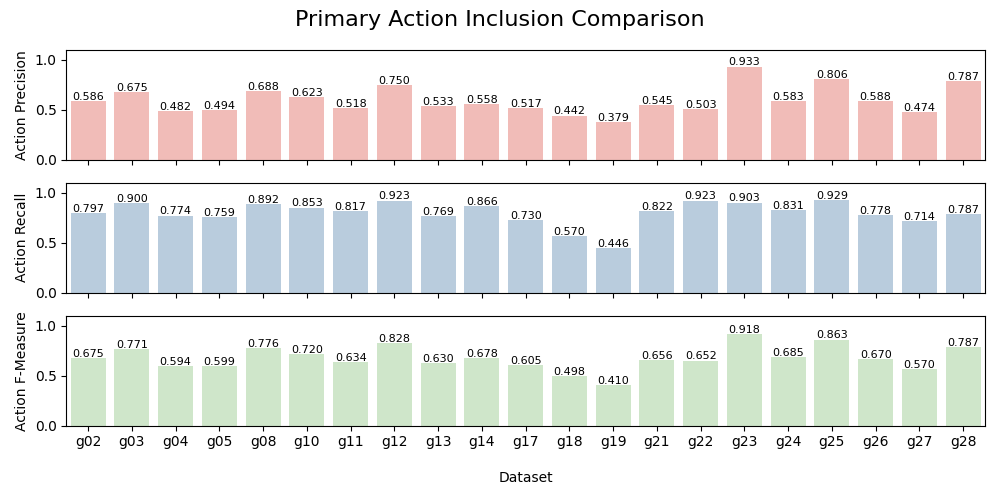 Primary Action Inclusion Comparison
Action Precision
1.0
0.5
0.0
0.586 0.675 0.482 0.494 0.688 0.623 0.518 0.750 0.533 0.558 0.517 0.442 0.379 0.545 0.503 0.933 0.583 0.806 0.588 0.474 0.787
Action Recall
1.0
0.5
0.0
0.797 0.900 0.774 0.759 0.892 0.853 0.817 0.923 0.769 0.866 0.730 0.570 0.446 0.822 0.923 0.903 0.831 0.929 0.778 0.714 0.787
Action F-Measure
1.0
0.5
0.0
0.675 0.771 0.594 0.599 0.776 0.720 0.634 0.828 0.630 0.678 0.605 0.498 0.410 0.656 0.652 0.918 0.685 0.863 0.670 0.570 0.787
g02 g03 g04 g05 g08 g10 g11 g12 g13 g14 g17 g18 g19 g21 g22 g23 g24 g25 g26 g27 g28
Dataset